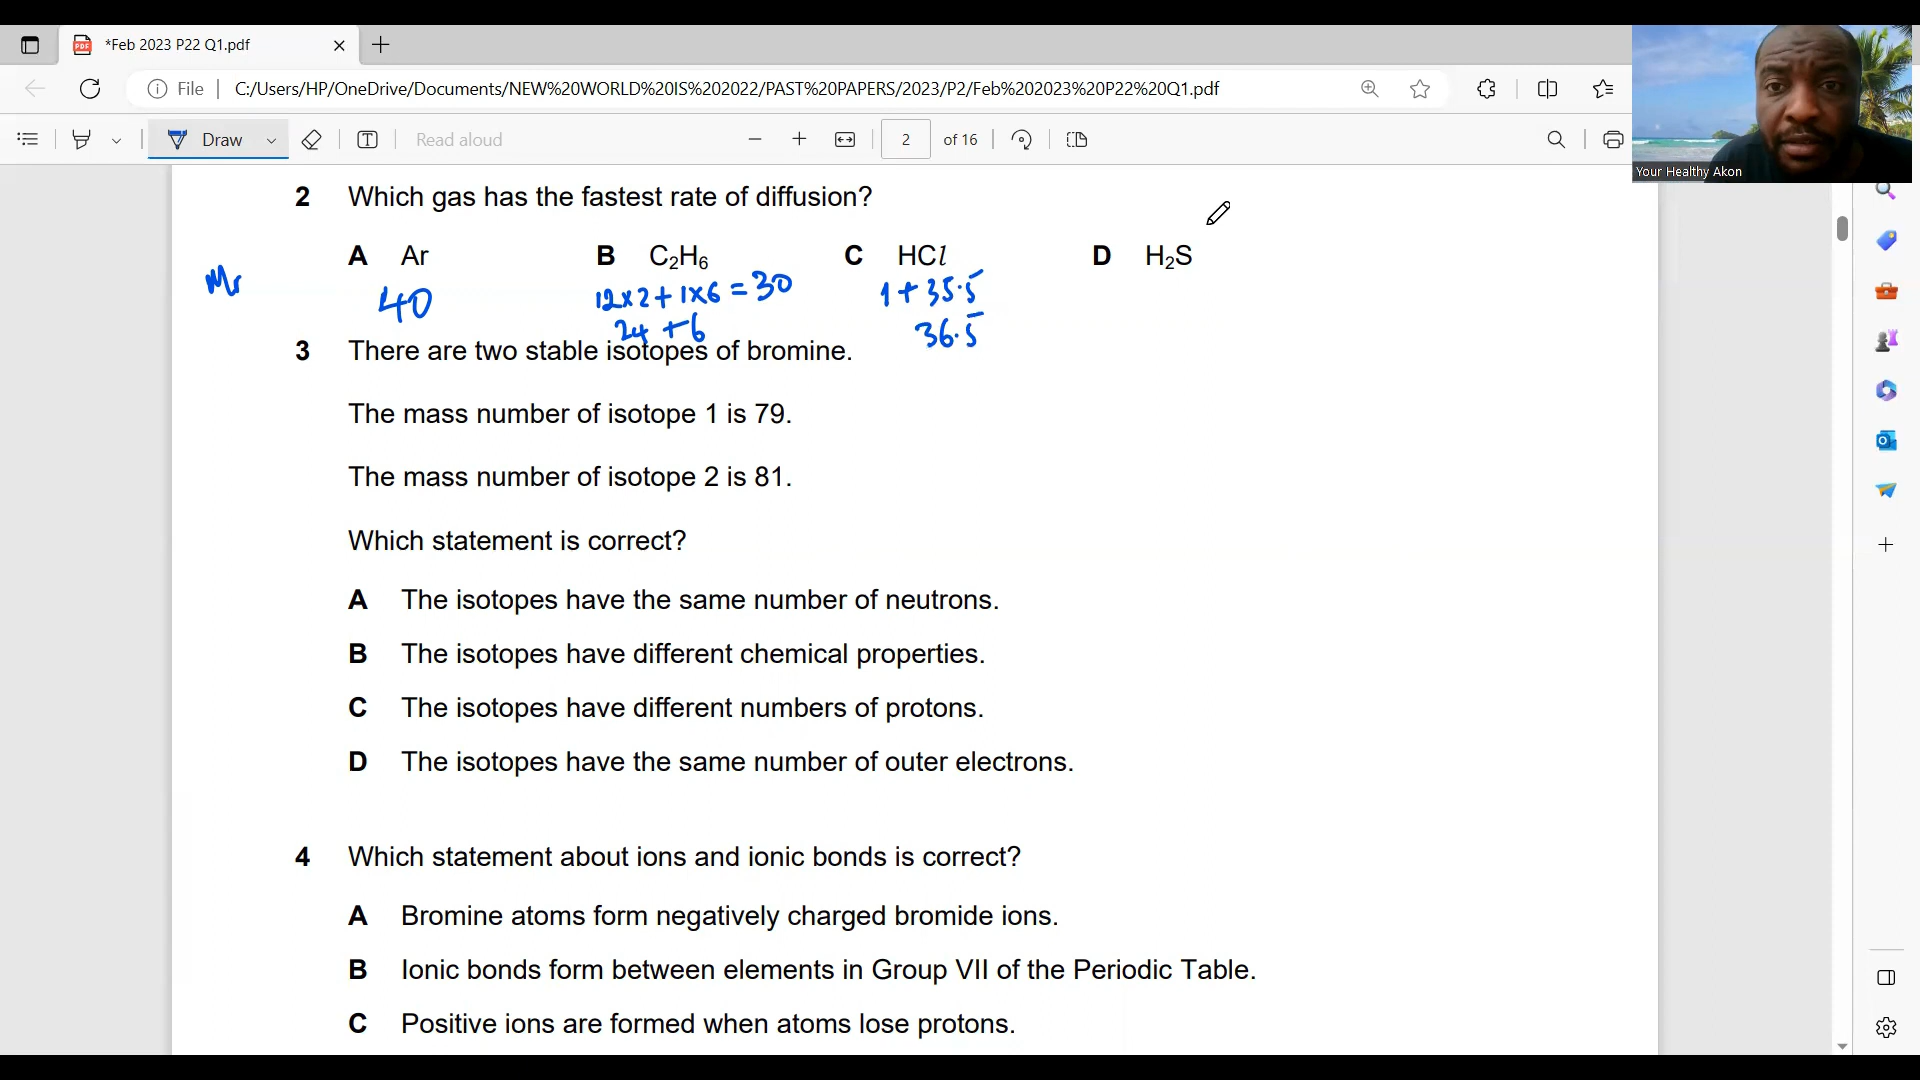 *Feb 2023 P22 Q1.pdf
File C:/Users/HP/OneDrive/Documents/NEW%20WORLD%20IS%202022/PAST%20PAPERS/2023/P2/Feb%202023%20P22%20Q1.pdf
Draw T Read aloud 2 of 16
Your Healthy Akon
2 Which gas has the fastest rate of diffusion?
A Ar B C₂H₆ C HCl D H₂S
Mr 40 12x2+1x6=30 1+35.5
24+6 36.5
3 There are two stable isotopes of bromine.
The mass number of isotope 1 is 79.
The mass number of isotope 2 is 81.
Which statement is correct?
A The isotopes have the same number of neutrons.
B The isotopes have different chemical properties.
C The isotopes have different numbers of protons.
D The isotopes have the same number of outer electrons.
4 Which statement about ions and ionic bonds is correct?
A Bromine atoms form negatively charged bromide ions.
B Ionic bonds form between elements in Group VII of the Periodic Table.
C Positive ions are formed when atoms lose protons.